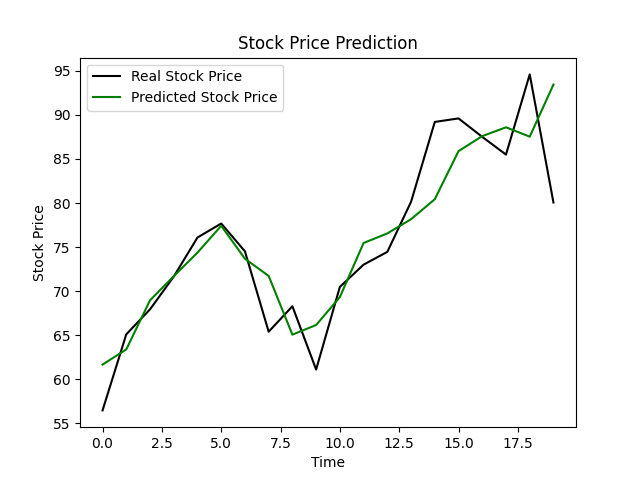 Stock Price Prediction
Real Stock Price
Predicted Stock Price
Stock Price
95
90
85
80
75
70
65
60
55
0.0 2.5 5.0 7.5 10.0 12.5 15.0 17.5
Time